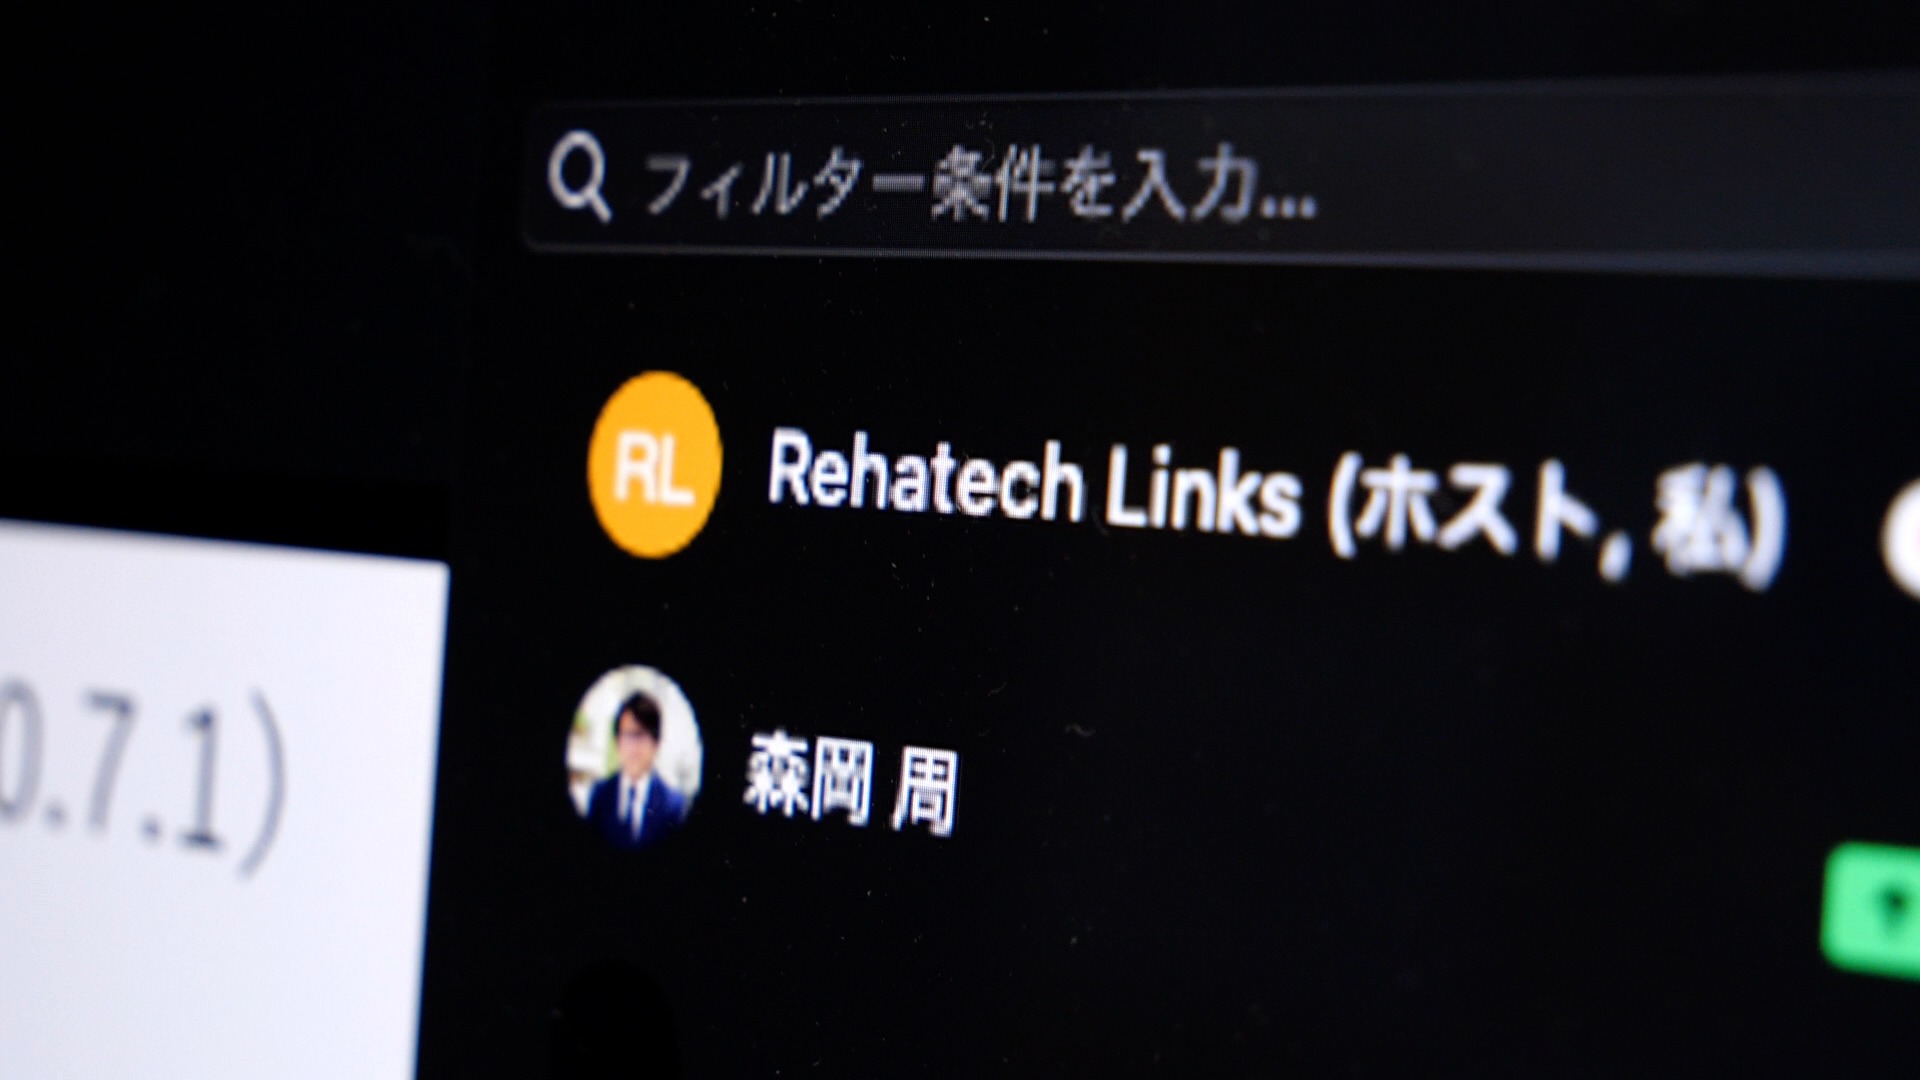 フィルター条件を入力...
RL
Rehatech Links (ホスト, 私)
森岡 周
0.7.1)